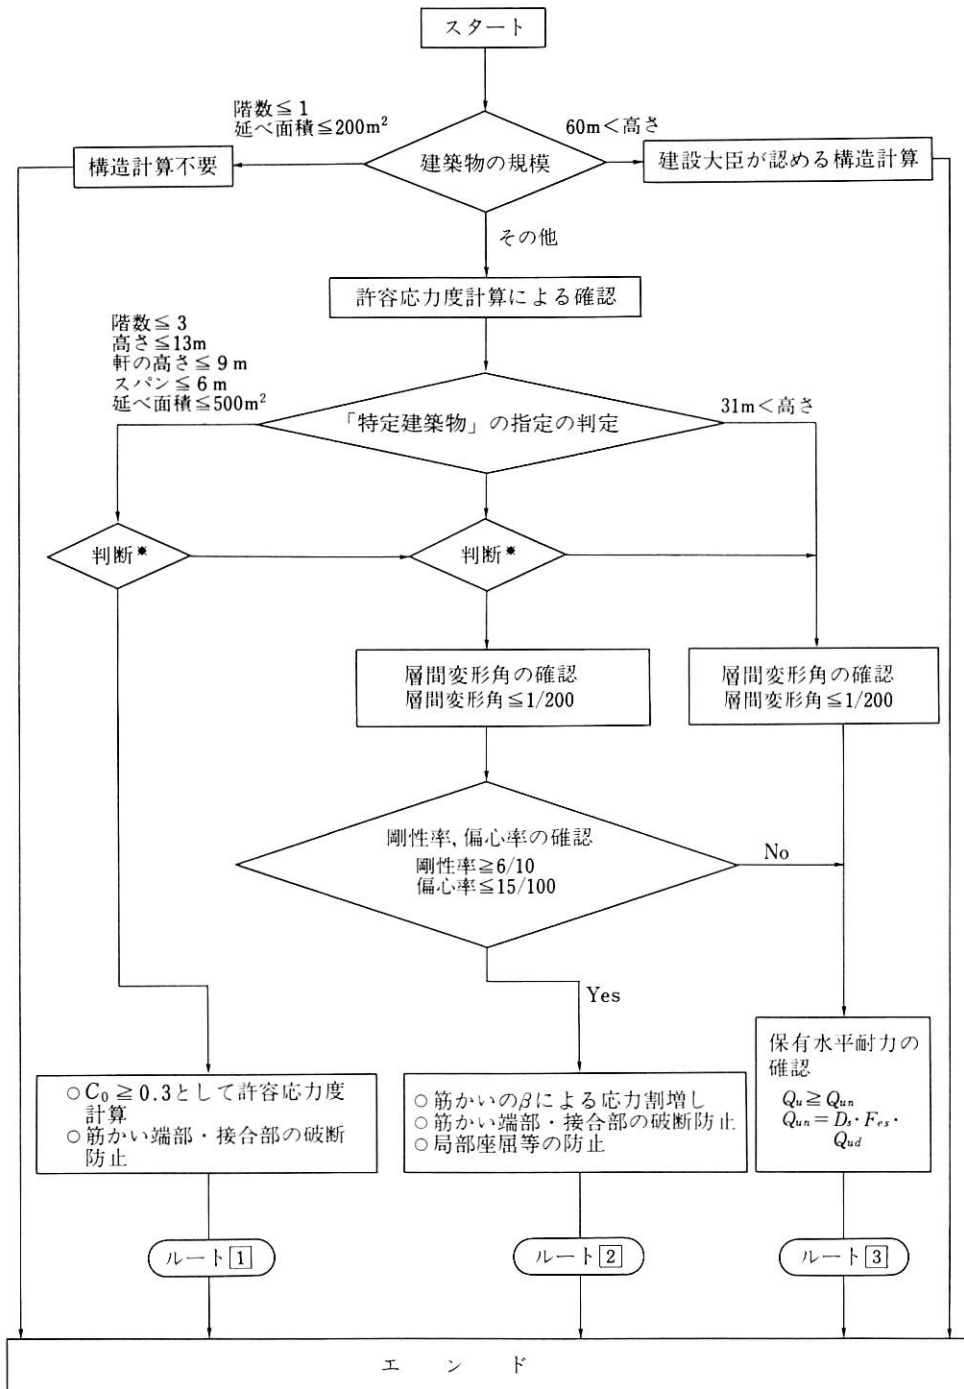 スタート
階数≦1
延べ面積≦200m²
60m<高さ
構造計算不要
建築物の規模
建設大臣が認める構造計算
その他
許容応力度計算による確認
階数≦3
高さ≦13m
軒の高さ≦9m
スパン≦6m
延べ面積≦500m²
「特定建築物」の指定の判定
31m<高さ
判断※
判断※
層間変形角の確認
層間変形角≦1/200
層間変形角の確認
層間変形角≦1/200
剛性率,偏心率の確認
剛性率≧6/10
偏心率≦15/100
No
Yes
○C₀≧0.3として許容応力度
計算
○筋かい端部・接合部の破断
防止
○筋かいのβによる応力割増し
○筋かい端部・接合部の破断防止
○局部座屈等の防止
保有水平耐力の
確認
Qu≧Qun
Qun=Ds・Fes・
Qud
ルート1
ルート2
ルート3
エンド